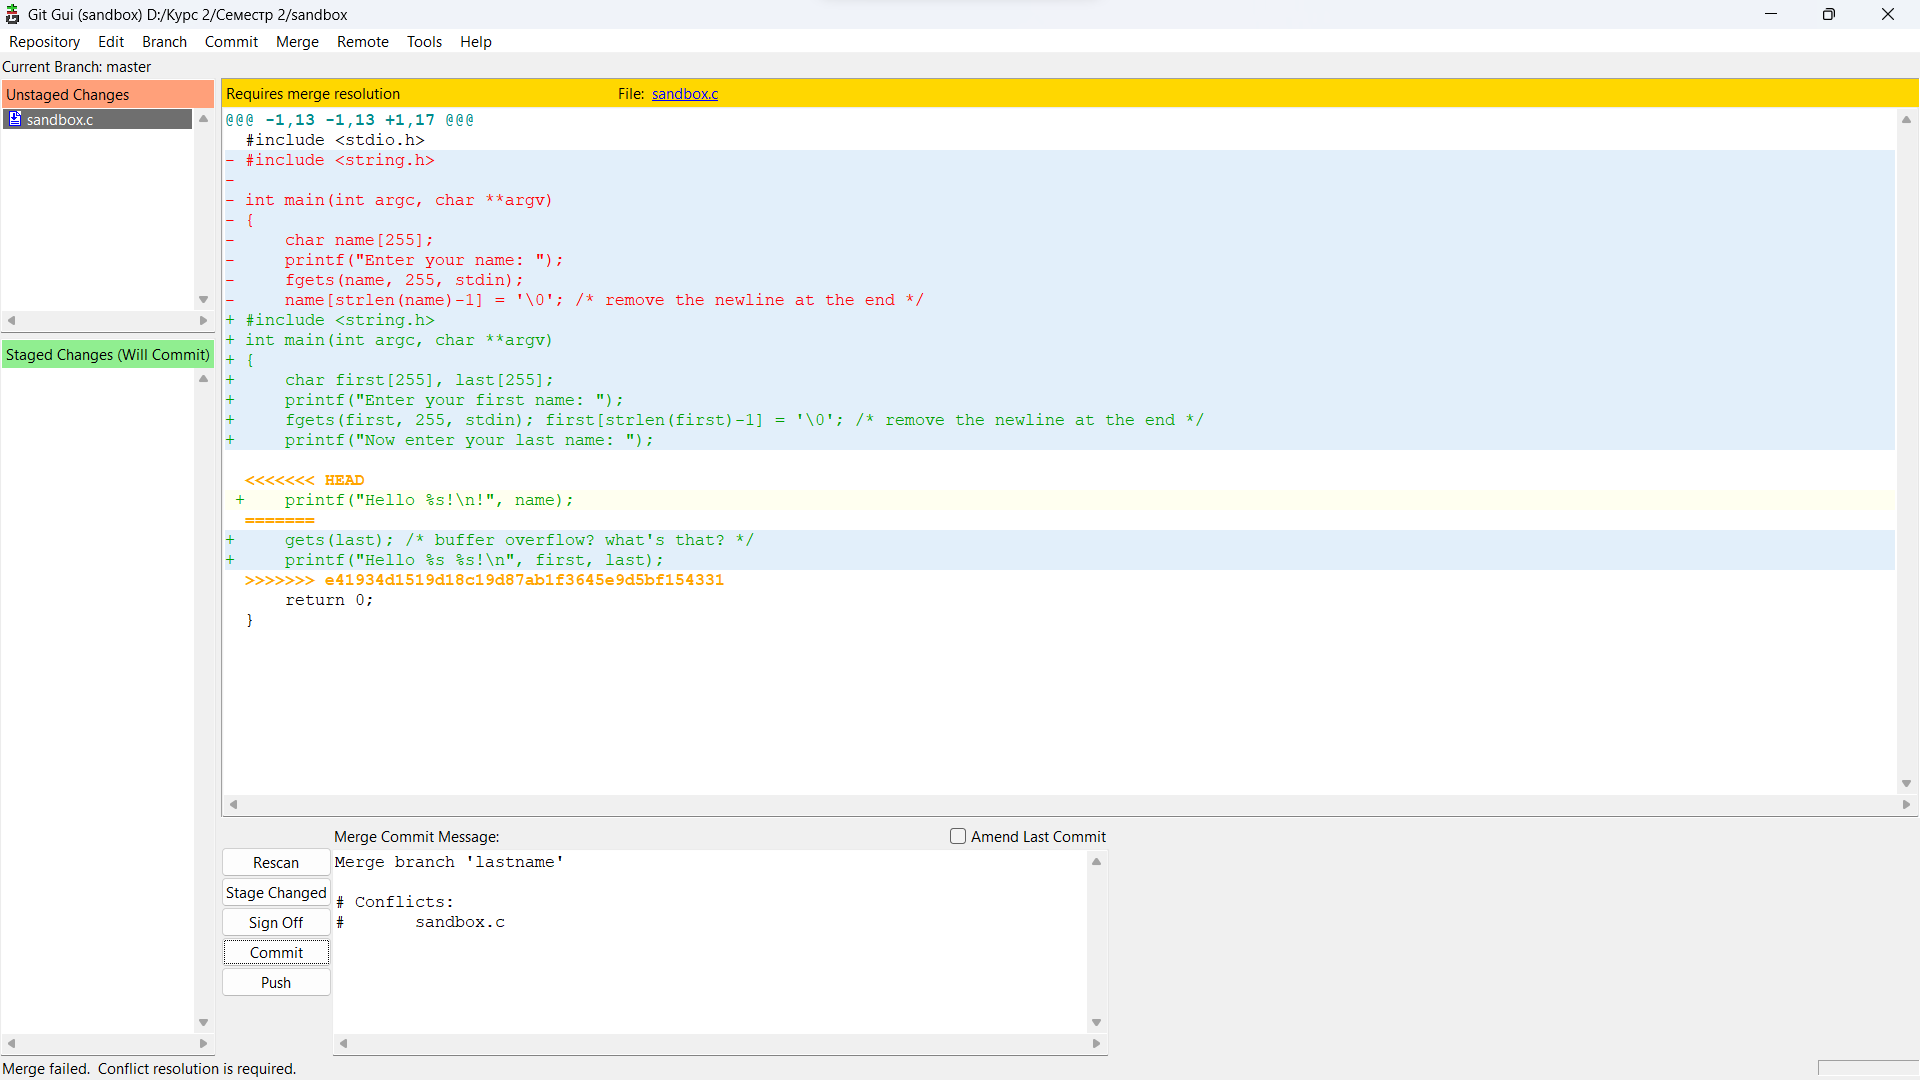 Git Gui (sandbox) D:/Курс 2/Семестр 2/sandbox
Repository Edit Branch Commit Merge Remote Tools Help
Current Branch: master
Unstaged Changes
sandbox.c
Staged Changes (Will Commit)
Requires merge resolution File: sandbox.c
@@@ -1,13 -1,13 +1,17 @@@
  #include <stdio.h>
- #include <string.h>
-
- int main(int argc, char **argv)
- {
-     char name[255];
-     printf("Enter your name: ");
-     fgets(name, 255, stdin);
-     name[strlen(name)-1] = '\0'; /* remove the newline at the end */
+ #include <string.h>
+ int main(int argc, char **argv)
+ {
+     char first[255], last[255];
+     printf("Enter your first name: ");
+     fgets(first, 255, stdin); first[strlen(first)-1] = '\0'; /* remove the newline at the end */
+     printf("Now enter your last name: ");
  <<<<<<< HEAD
 +    printf("Hello %s!\n!", name);
  =======
+     gets(last); /* buffer overflow? what's that? */
+     printf("Hello %s %s!\n", first, last);
  >>>>>>> e41934d1519d18c19d87ab1f3645e9d5bf154331
      return 0;
  }
Merge Commit Message:
Amend Last Commit
Rescan
Stage Changed
Sign Off
Commit
Push
Merge branch 'lastname'
# Conflicts:
#       sandbox.c
Merge failed.  Conflict resolution is required.